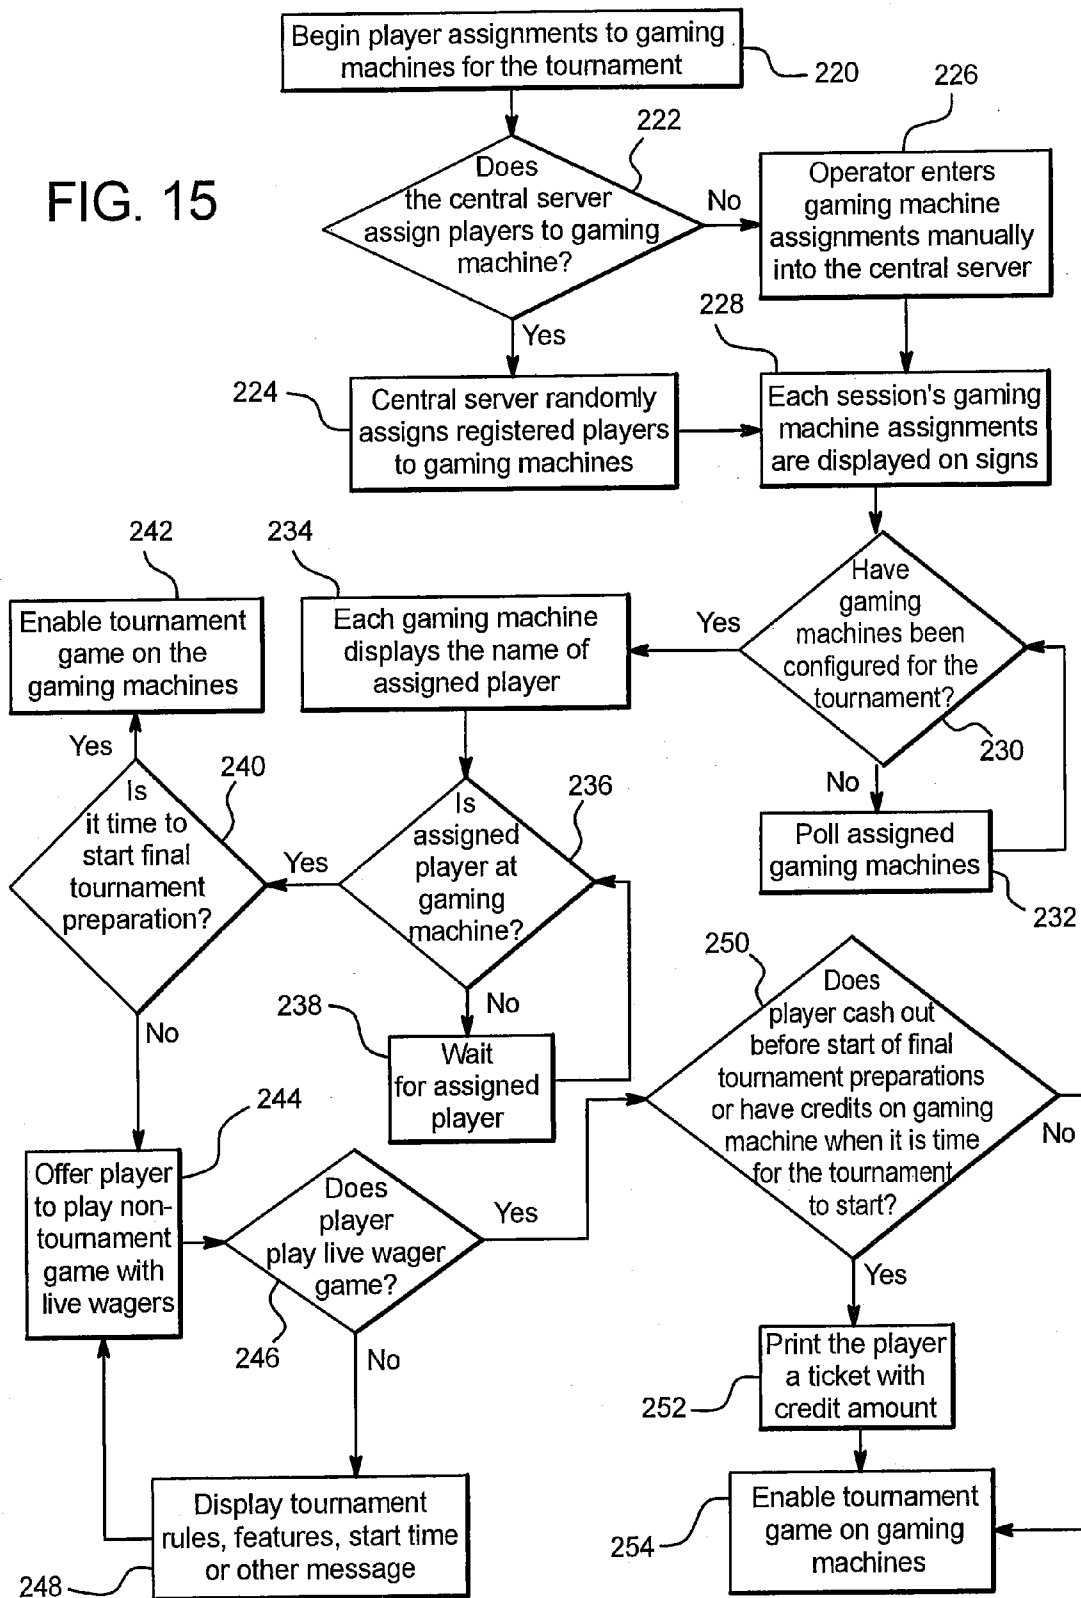 Begin player assignments to gaming
machines for the tournament
220
FIG. 15
222
Does
the central server
assign players to gaming
machine?
No
Yes
226
Operator enters
gaming machine
assignments manually
into the central server
224
Central server randomly
assigns registered players
to gaming machines
228
Each session's gaming
machine assignments
are displayed on signs
Have
gaming
machines been
configured for the
tournament?
230
Yes
No
Poll assigned
gaming machines
232
234
Each gaming machine
displays the name of
assigned player
242
Enable tournament
game on the
gaming machines
Yes
240
Is
it time to
start final
tournament
preparation?
No
236
Is
assigned
player at
gaming
machine?
Yes
No
238
Wait
for assigned
player
244
Offer player
to play non-
tournament
game with
live wagers
Does
player
play live wager
game?
246
Yes
No
248
Display tournament
rules, features, start time
or other message
250
Does
player cash out
before start of final
tournament preparations
or have credits on gaming
machine when it is time
for the tournament
to start?
No
Yes
252
Print the player
a ticket with
credit amount
254
Enable tournament
game on gaming
machines